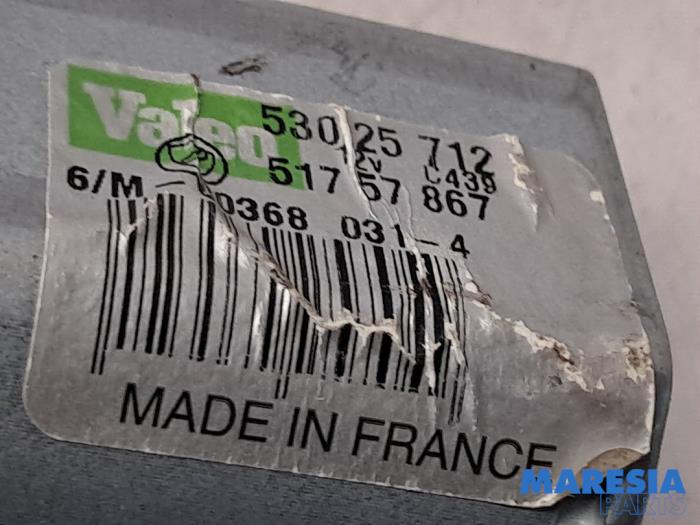 Valeo
530 25 712
12V C439
517 57 867
6/M - 0368 031-4
MADE IN FRANCE
MARESIA
PARTS